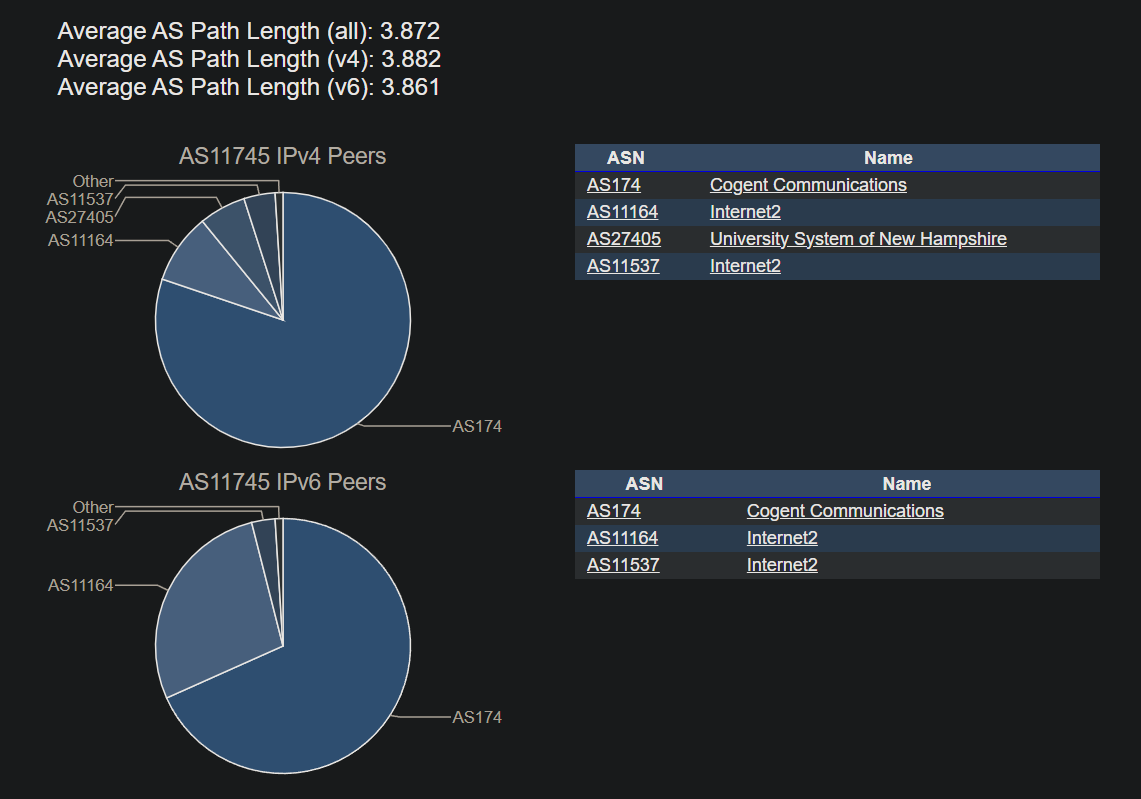 Average AS Path Length (all): 3.872
Average AS Path Length (v4): 3.882
Average AS Path Length (v6): 3.861
AS11745 IPv4 Peers
Other
AS11537
AS27405
AS11164
AS174
ASN Name
AS174 Cogent Communications
AS11164 Internet2
AS27405 University System of New Hampshire
AS11537 Internet2
AS11745 IPv6 Peers
Other
AS11537
AS11164
AS174
ASN Name
AS174 Cogent Communications
AS11164 Internet2
AS11537 Internet2